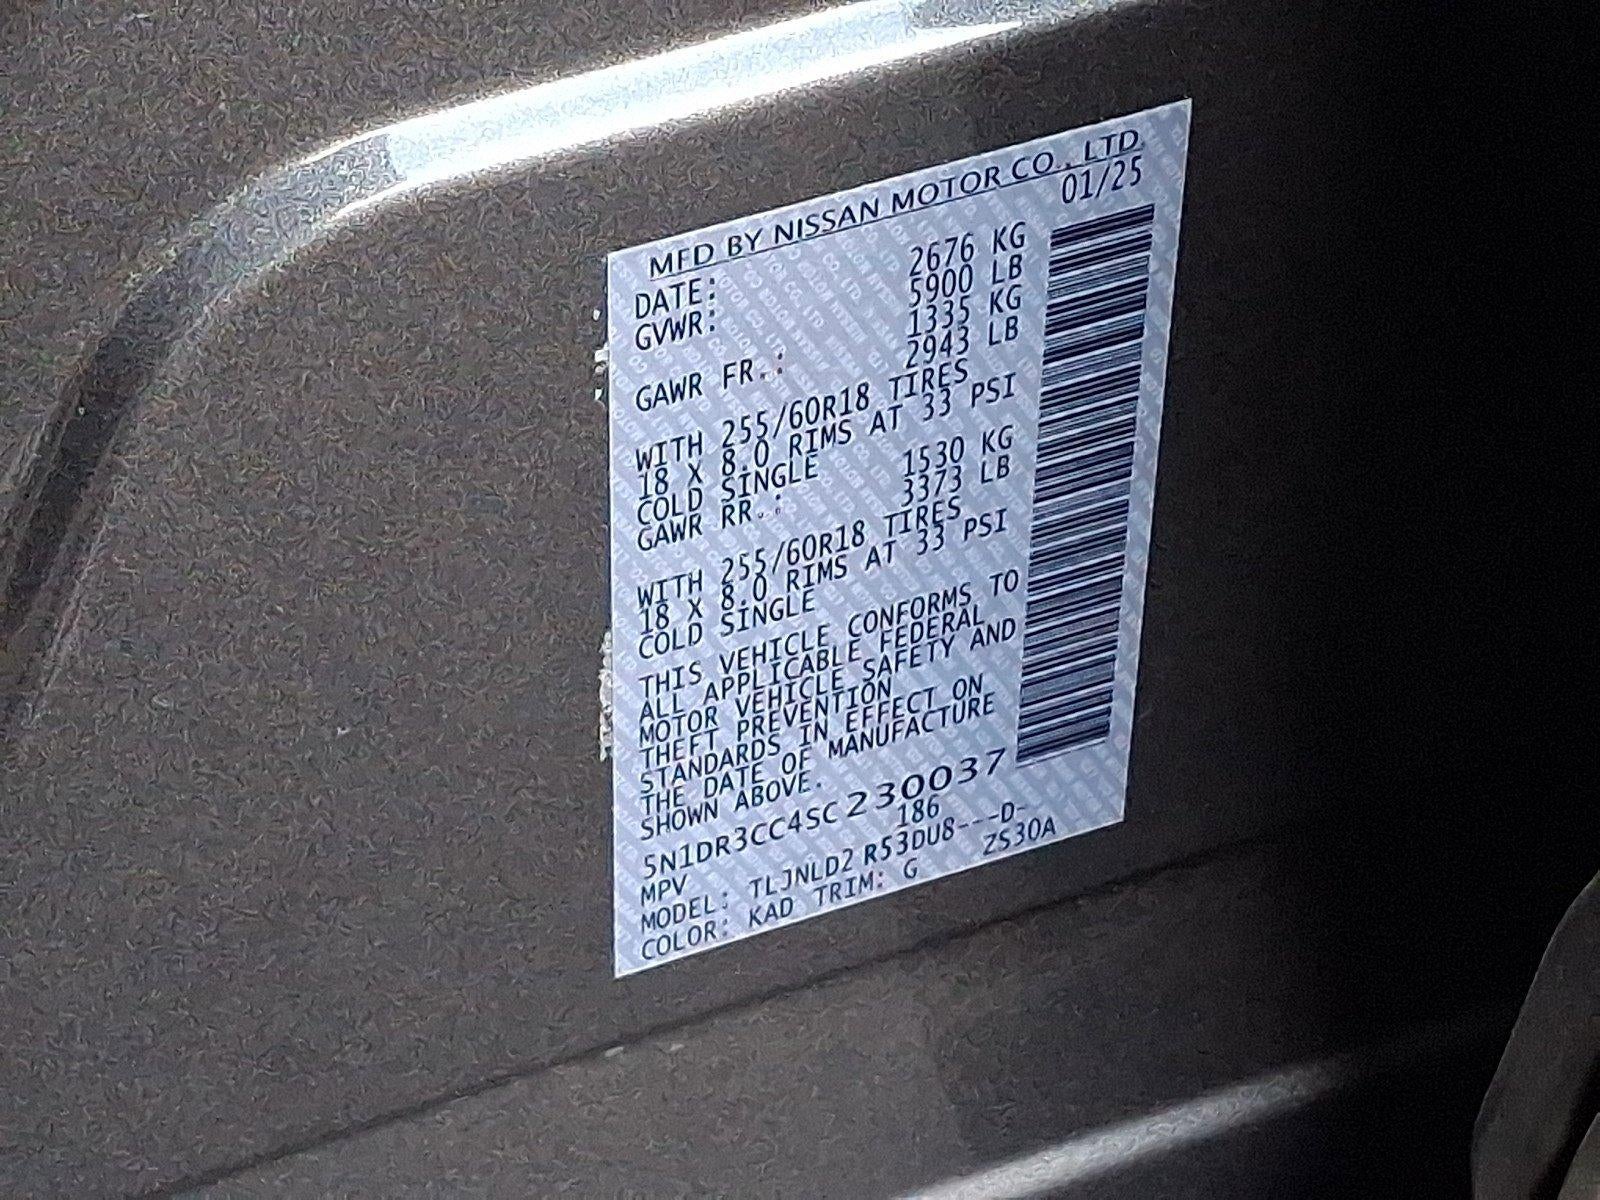 MFD BY NISSAN MOTOR CO., LTD.
DATE: 01/25
GVWR: 2676 KG
5900 LB
GAWR FR.: 1335 KG
2943 LB
WITH 255/60R18 TIRES
18 X 8.0 RIMS AT 33 PSI
COLD SINGLE
GAWR RR.: 1530 KG
3373 LB
WITH 255/60R18 TIRES
18 X 8.0 RIMS AT 33 PSI
COLD SINGLE
THIS VEHICLE CONFORMS TO
ALL APPLICABLE FEDERAL
MOTOR VEHICLE SAFETY AND
THEFT PREVENTION
STANDARDS IN EFFECT ON
THE DATE OF MANUFACTURE
SHOWN ABOVE.
5N1DR3CC4SC230037
MPV 186
MODEL: TLJNLD2 R53DU8---D-
COLOR: KAD TRIM: G ZS30A